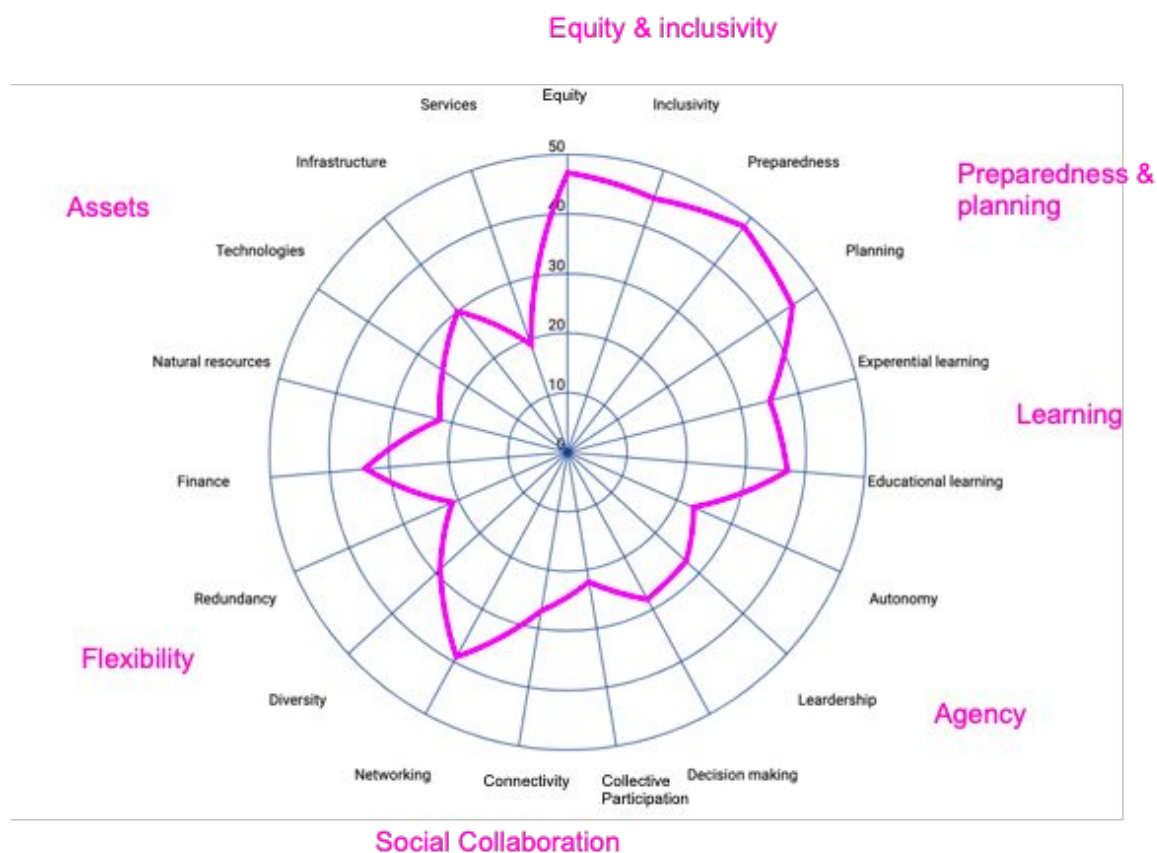 Equity & inclusivity
Services
Equity
Inclusivity
Infrastructure
50
Preparedness
Preparedness &
planning
Assets
40
Technologies
Planning
30
20
Natural resources
Experential learning
10
Learning
0
Finance
Educational learning
Redundancy
Autonomy
Flexibility
Diversity
Leardership
Agency
Networking
Connectivity
Collective
Participation
Decision making
Social Collaboration